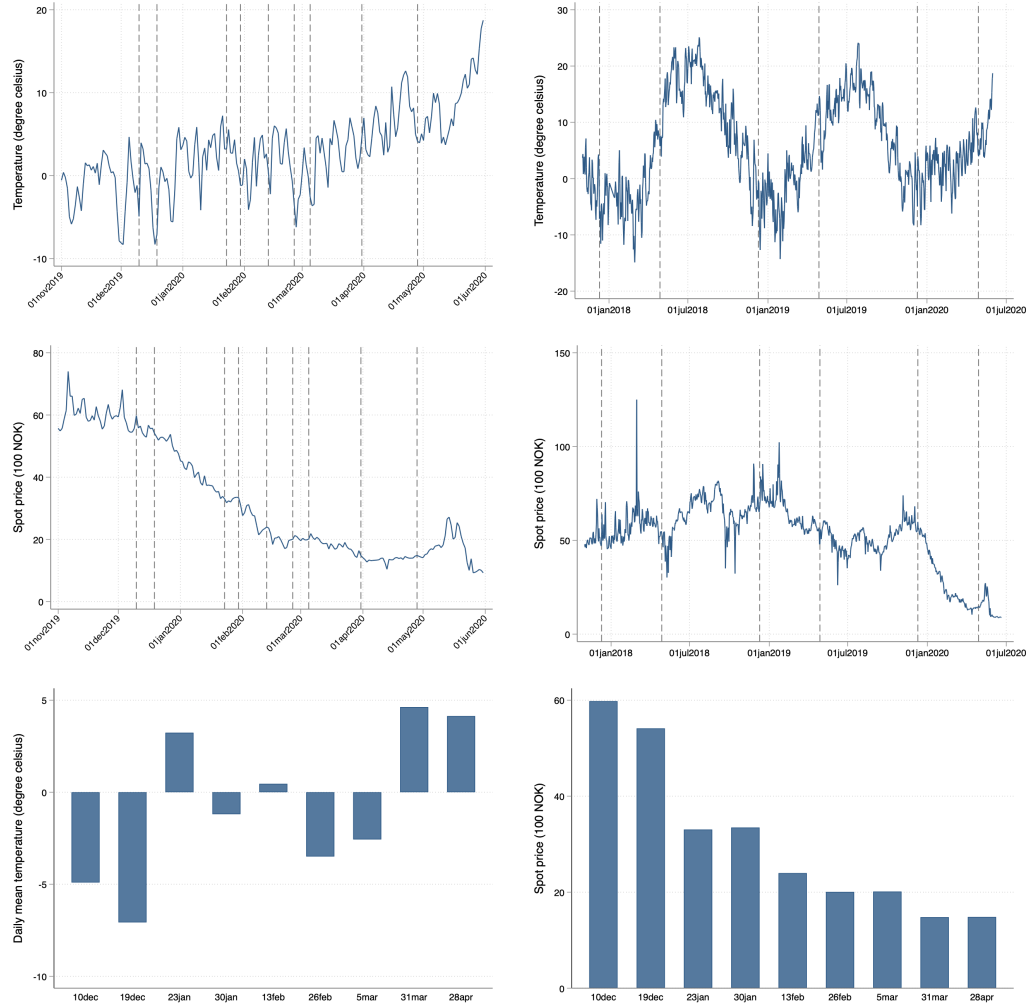 Temperature (degree celsius)
20
10
0
-10
01nov2019
01dec2019
01jan2020
01feb2020
01mar2020
01apr2020
01may2020
01jun2020
Temperature (degree celsius)
30
20
10
0
-10
-20
01jan2018
01jul2018
01jan2019
01jul2019
01jan2020
01jul2020
Spot price (100 NOK)
80
60
40
20
0
01nov2019
01dec2019
01jan2020
01feb2020
01mar2020
01apr2020
01may2020
01jun2020
Spot price (100 NOK)
150
100
50
0
01jan2018
01jul2018
01jan2019
01jul2019
01jan2020
01jul2020
Daily mean temperature (degree celsius)
5
0
-5
-10
10dec
19dec
23jan
30jan
13feb
26feb
5mar
31mar
28apr
Spot price (100 NOK)
60
40
20
0
10dec
19dec
23jan
30jan
13feb
26feb
5mar
31mar
28apr